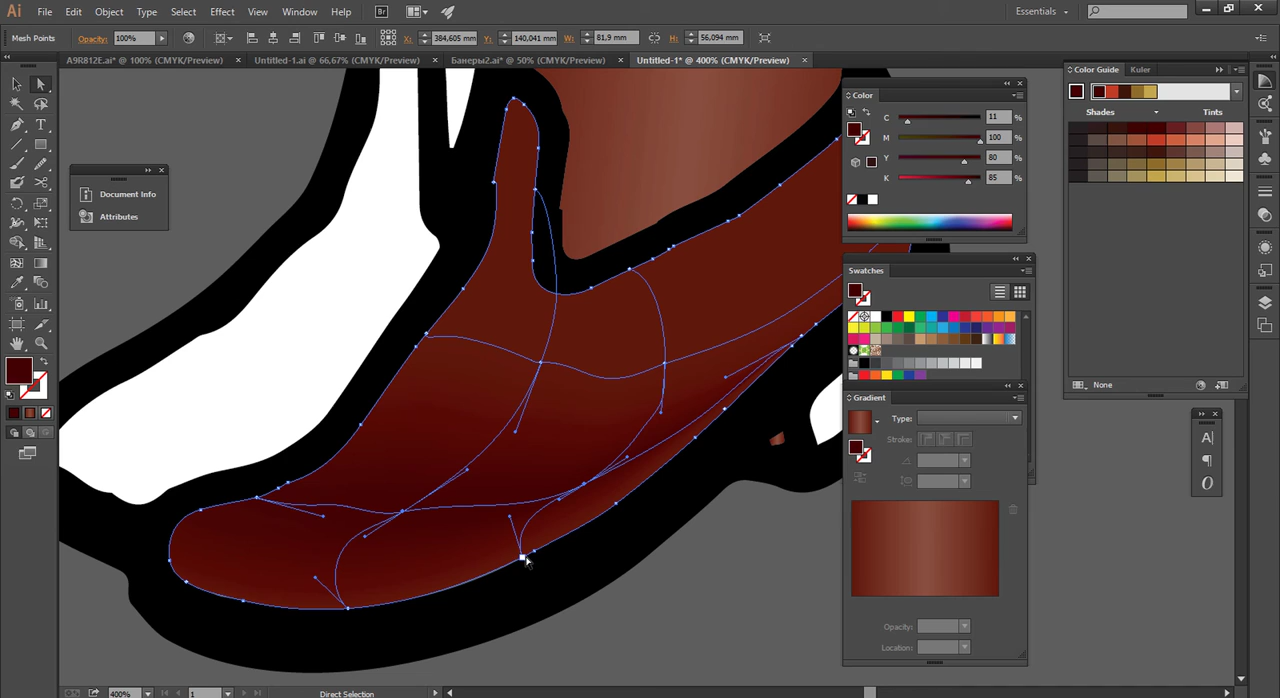 Ai File Edit Object Type Select Effect View Window Help Br Essentials
Mesh Points Opacity: 100% X: 384,605 mm Y: 140,041 mm W: 81,9 mm H: 56,094 mm
A9R812E.ai* @ 100% (CMYK/Preview) × Untitled-1.ai @ 66,67% (CMYK/Preview) × Банеры2.ai* @ 50% (CMYK/Preview) × Untitled-1* @ 400% (CMYK/Preview) ×
Color Guide Kuler
Color
Shades Tints
C 11 %
M 100 %
Y 80 %
K 85 %
Document Info
Attributes
Swatches
None
Gradient
Type:
Stroke:
A
¶
O
Opacity:
Location:
400% 1 Direct Selection